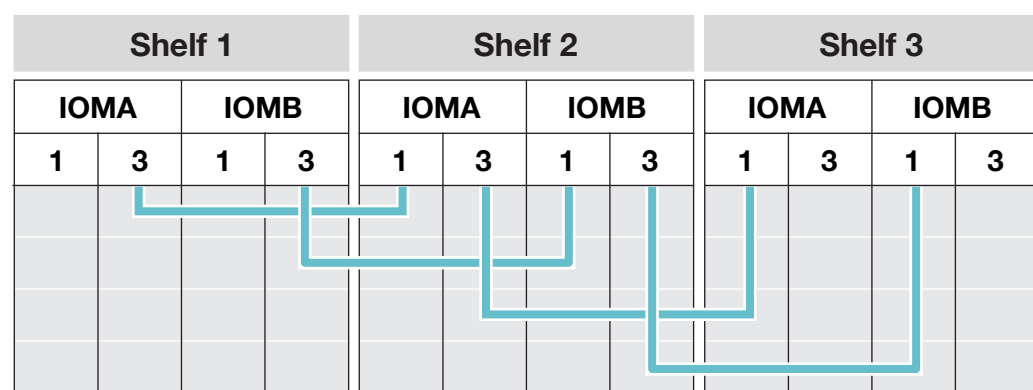 Shelf 1 Shelf 2 Shelf 3
IOMA IOMB IOMA IOMB IOMA IOMB
1 3 1 3 1 3 1 3 1 3 1 3